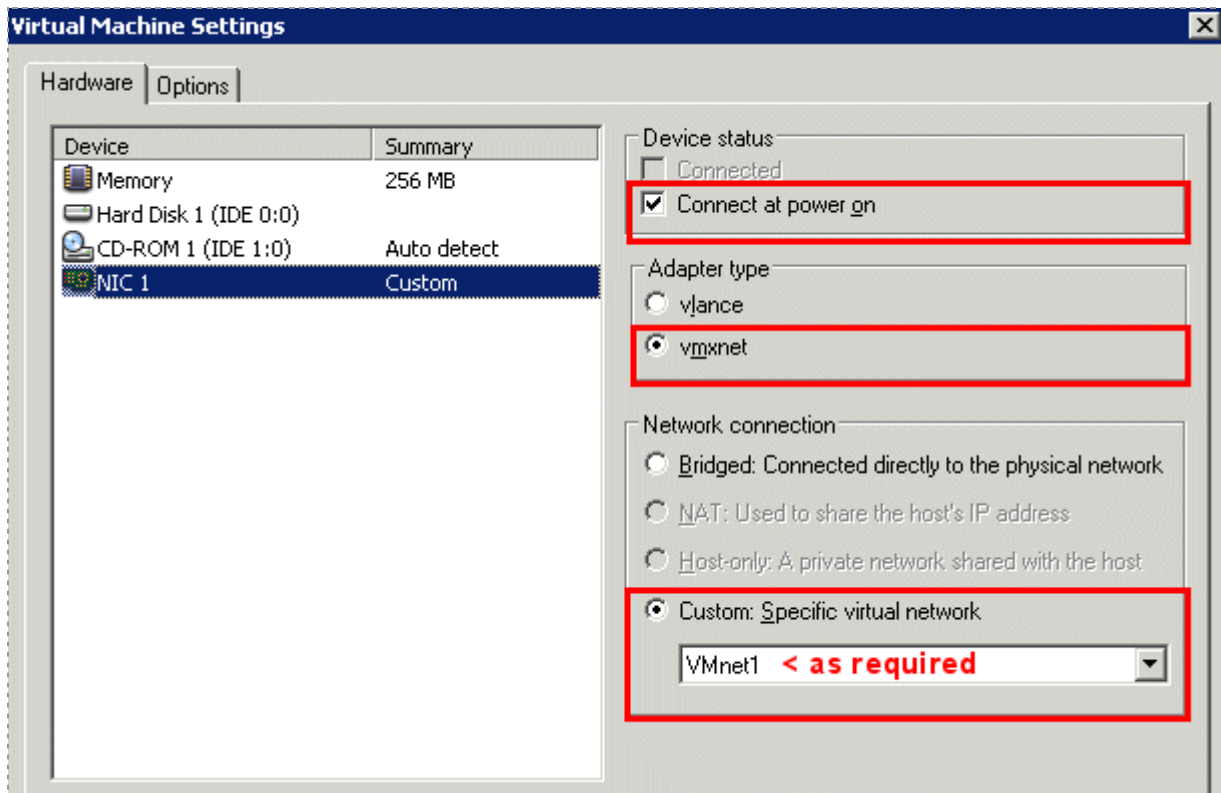 Virtual Machine Settings
Hardware
Options
Device Summary
Memory 256 MB
Hard Disk 1 (IDE 0:0)
CD-ROM 1 (IDE 1:0) Auto detect
NIC 1 Custom
Device status
Connected
Connect at power on
Adapter type
vlance
vmxnet
Network connection
Bridged: Connected directly to the physical network
NAT: Used to share the host's IP address
Host-only: A private network shared with the host
Custom: Specific virtual network
VMnet1 < as required